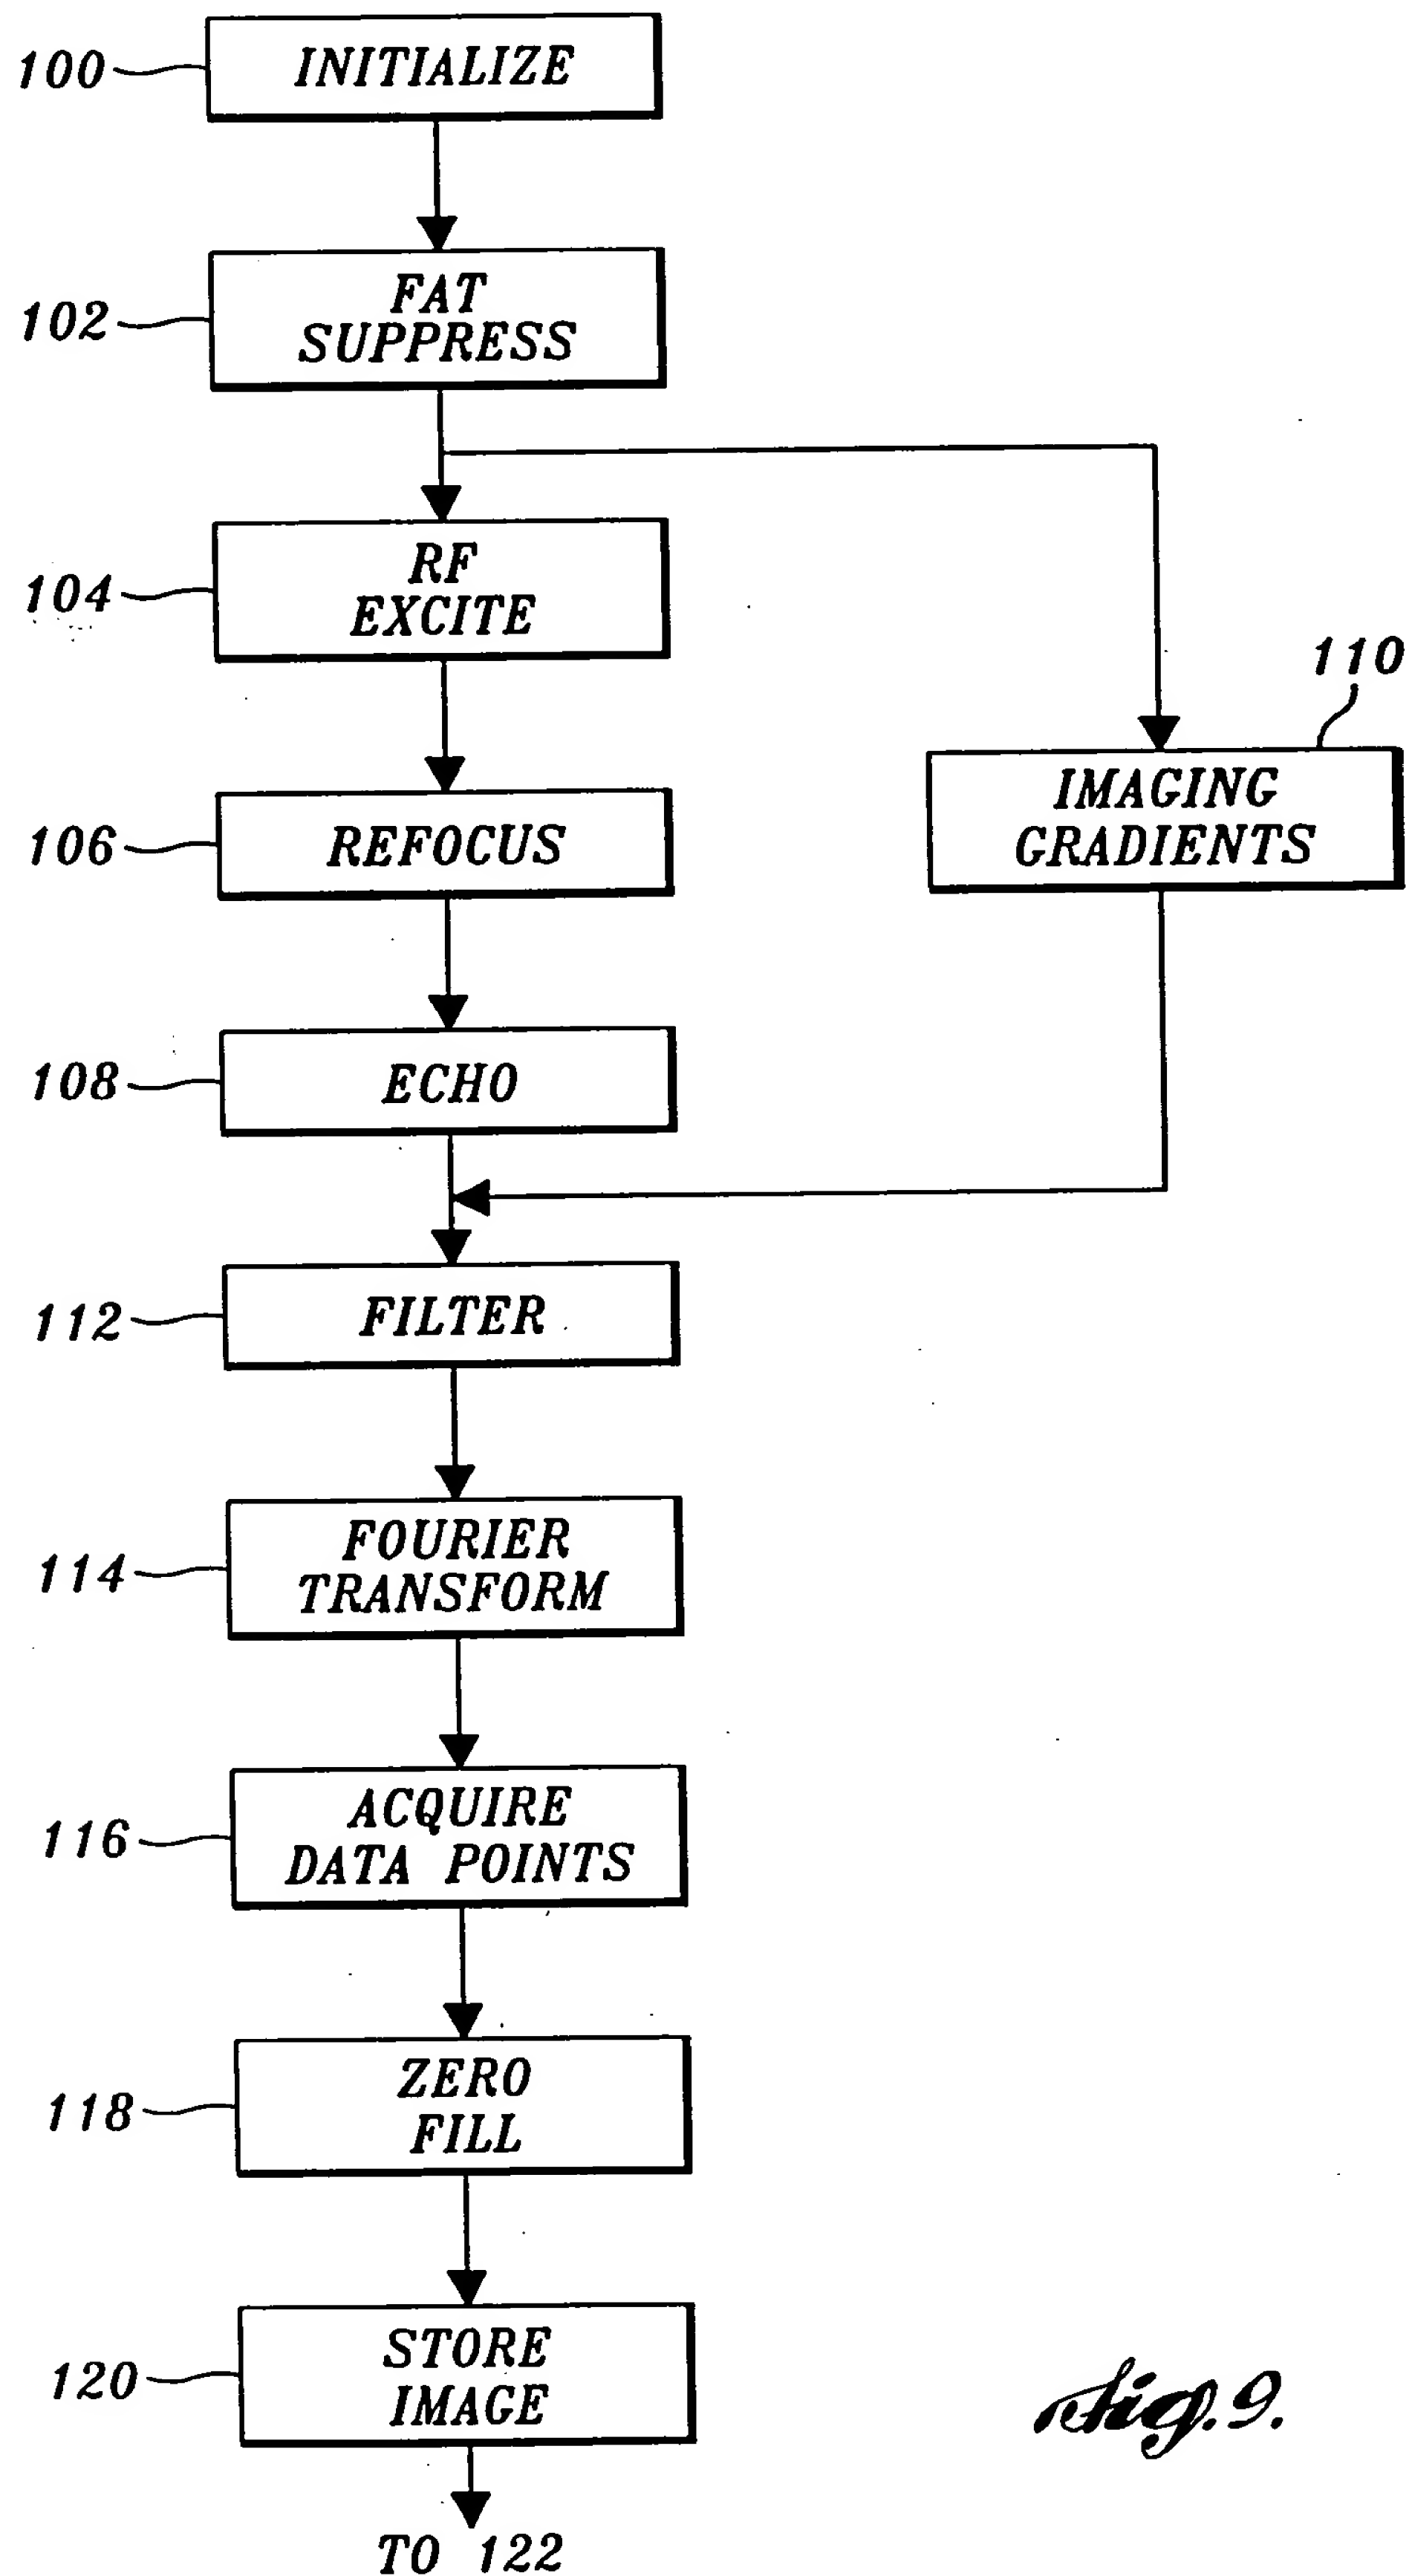 100
INITIALIZE
102
FAT
SUPPRESS
104
RF
EXCITE
110
IMAGING
GRADIENTS
106
REFOCUS
108
ECHO
112
FILTER
114
FOURIER
TRANSFORM
116
ACQUIRE
DATA POINTS
118
ZERO
FILL
120
STORE
IMAGE
TO 122
Fig. 9.